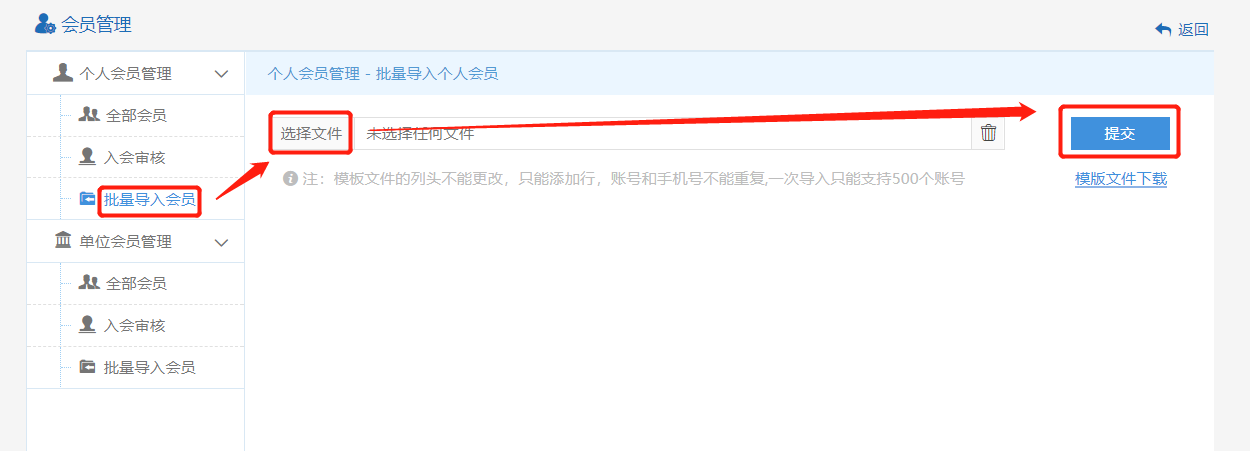 会员管理
返回
个人会员管理
全部会员
入会审核
批量导入会员
单位会员管理
全部会员
入会审核
批量导入会员
个人会员管理 - 批量导入个人会员
选择文件 未选择任何文件 提交
注：模板文件的列头不能更改，只能添加行，账号和手机号不能重复,一次导入只能支持500个账号 模版文件下载